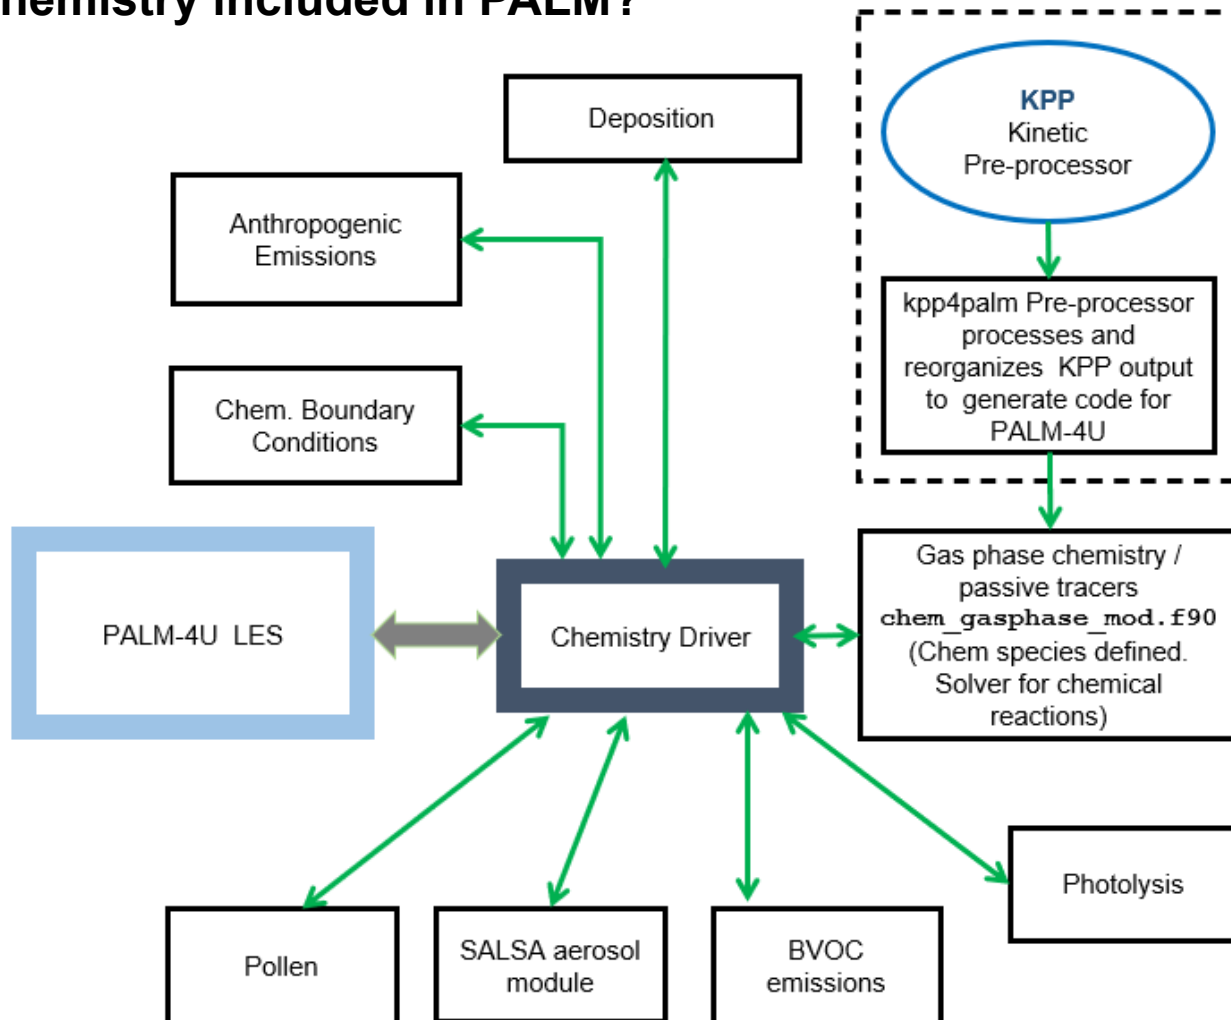 hemistry included in PALM?
KPP
Kinetic
Pre-processor
Deposition
Anthropogenic
Emissions
kpp4palm Pre-processor
processes and
reorganizes KPP output
to generate code for
PALM-4U
Chem. Boundary
Conditions
Gas phase chemistry /
passive tracers
chem_gasphase_mod.f90
(Chem species defined.
Solver for chemical
reactions)
PALM-4U LES
Chemistry Driver
Photolysis
Pollen
SALSA aerosol
module
BVOC
emissions